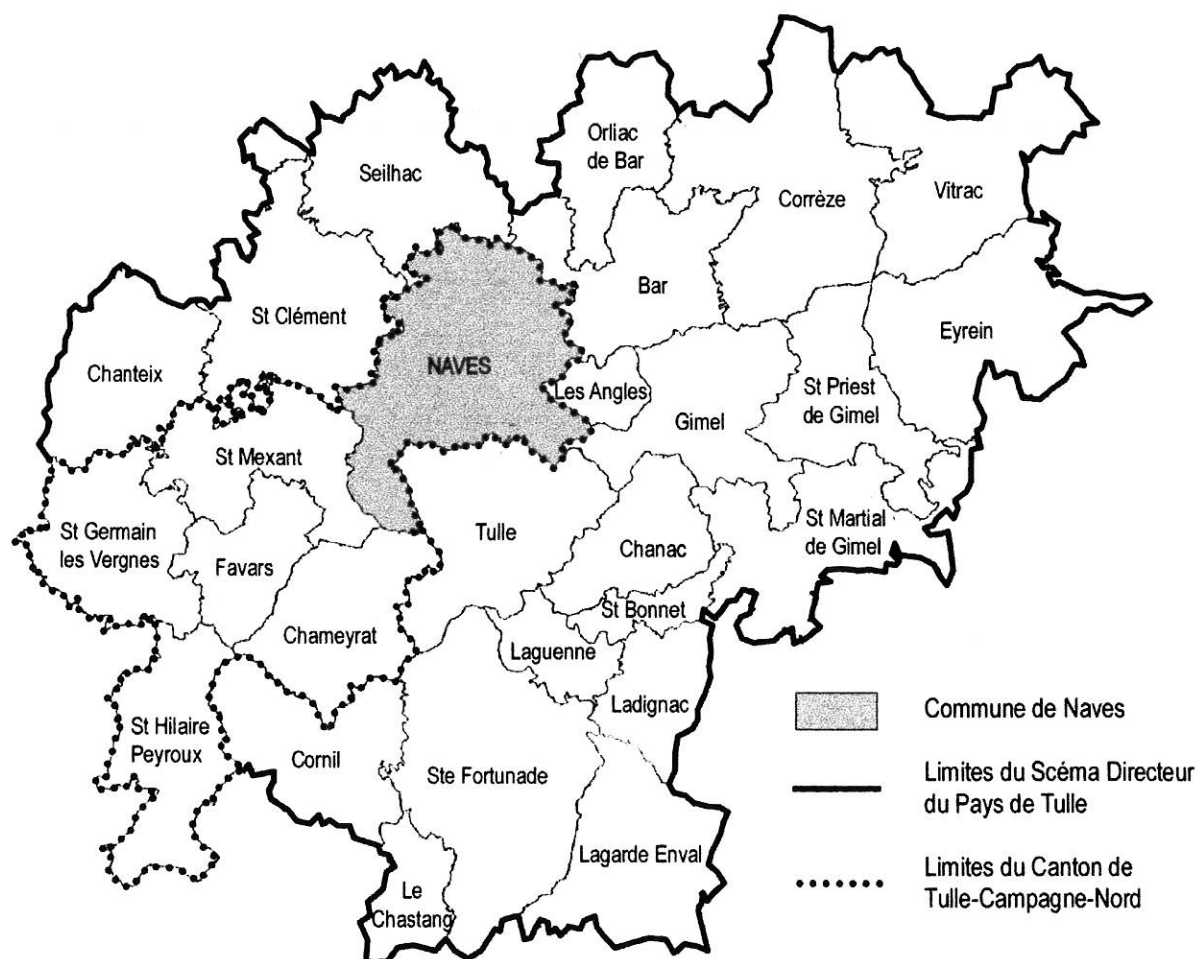 Orliac
de Bar
Seilhac
Corrèze
Vitrac
Bar
St Clément
Eyrein
NAVES
Chanteix
Les Angles
St Priest
de Gimel
Gimel
St Mexant
St Germain
les Vergnes
Tulle
St Martial
de Gimel
Favars
Chanac
St Bonnet
Chameyrat
Laguenne
Ladignac
St Hilaire
Peyroux
Cornil
Ste Fortunade
Lagarde Enval
Le
Chastang
Commune de Naves
Limites du Scéma Directeur
du Pays de Tulle
Limites du Canton de
Tulle-Campagne-Nord